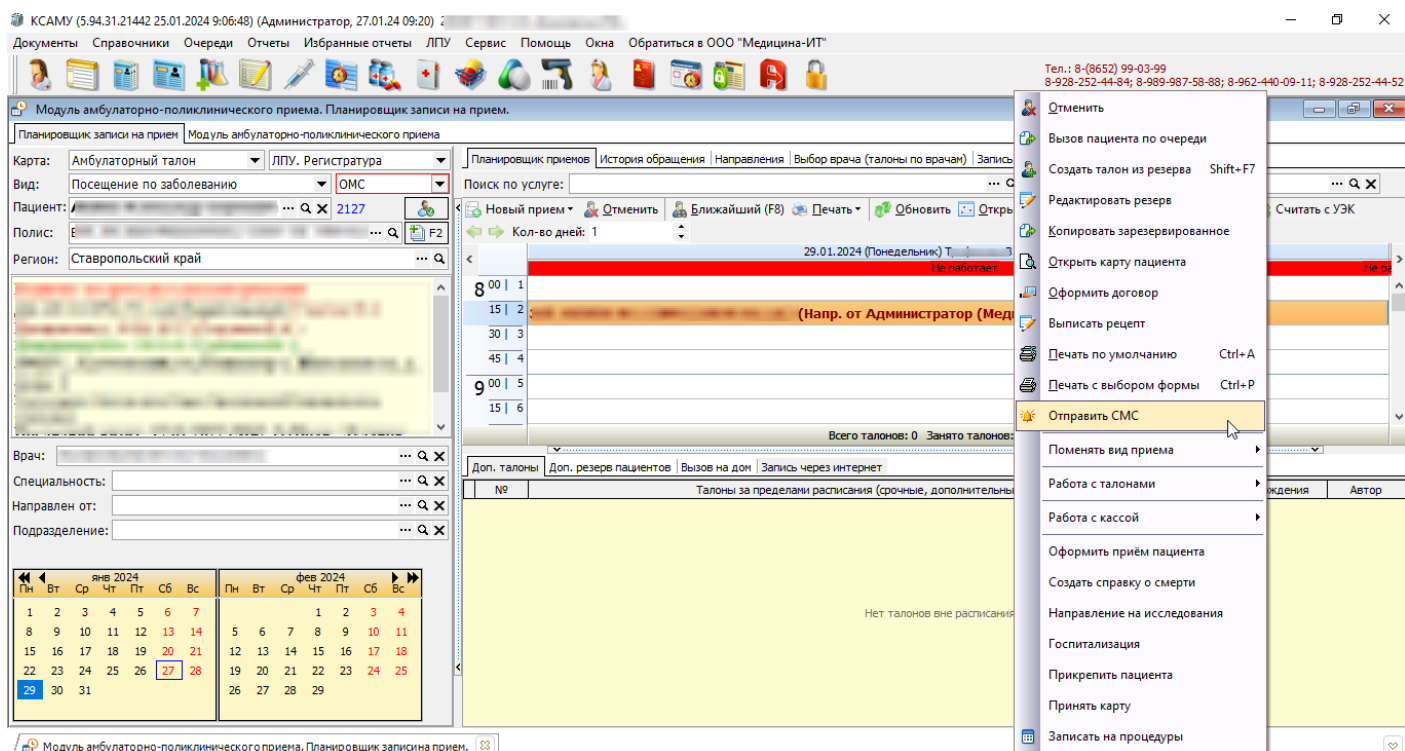 КСАМУ (5.94.31.21442 25.01.2024 9:06:48) (Администратор, 27.01.24 09:20)
Документы Справочники Очереди Отчеты Избранные отчеты ЛПУ Сервис Помощь Окна Обратиться в ООО "Медицина-ИТ"
Тел.: 8-(8652) 99-03-99
8-928-252-44-84; 8-989-987-58-88; 8-962-440-09-11; 8-928-252-44-52
Модуль амбулаторно-поликлинического приема. Планировщик записи на прием.
Планировщик записи на прием Модуль амбулаторно-поликлинического приема
Карта: Амбулаторный талон ЛПУ. Регистратура
Вид: Посещение по заболеванию ОМС
Пациент: 2127
Полис: F2
Регион: Ставропольский край
Врач:
Специальность:
Направлен от:
Подразделение:
янв 2024 фев 2024
Пн Вт Ср Чт Пт Сб Вс Пн Вт Ср Чт Пт Сб Вс
1 2 3 4 5 6 7 1 2 3 4
8 9 10 11 12 13 14 5 6 7 8 9 10 11
15 16 17 18 19 20 21 12 13 14 15 16 17 18
22 23 24 25 26 27 28 19 20 21 22 23 24 25
29 30 31 26 27 28 29
Планировщик приемов История обращения Направления Выбор врача (талоны по врачам) Запись
Поиск по услуге:
Новый прием Отменить Ближайший (F8) Печать Обновить Откры Считать с УЭК
Кол-во дней: 1
29.01.2024 (Понедельник)
Не работает Не ра
8 00 1
15 2 (Напр. от Администратор (Меди
30 3
45 4
9 00 5
15 6
Всего талонов: 0 Занято талонов:
Доп. талоны Доп. резерв пациентов Вызов на дом Запись через интернет
№ Талоны за пределами расписания (срочные, дополнительны ждения Автор
Нет талонов вне расписания
Отменить
Вызов пациента по очереди
Создать талон из резерва Shift+F7
Редактировать резерв
Копировать зарезервированное
Открыть карту пациента
Оформить договор
Выписать рецепт
Печать по умолчанию Ctrl+A
Печать с выбором формы Ctrl+P
Отправить СМС
Поменять вид приема
Работа с талонами
Работа с кассой
Оформить приём пациента
Создать справку о смерти
Направление на исследования
Госпитализация
Прикрепить пациента
Принять карту
Записать на процедуры
Модуль амбулаторно-поликлинического приема. Планировщик записи на прием.